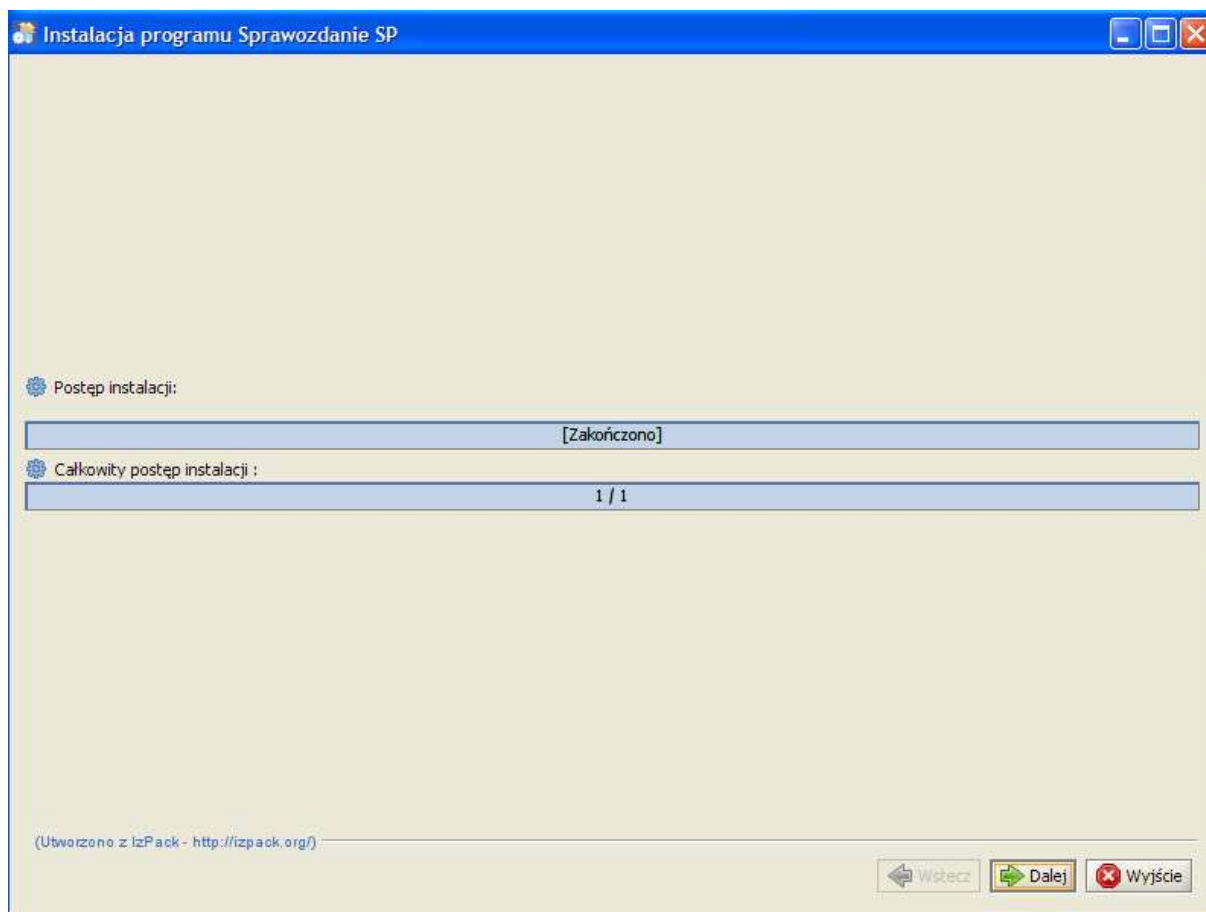 Instalacja programu Sprawozdanie SP
Postęp instalacji:
[Zakończono]
Całkowity postęp instalacji :
1 / 1
(Utworzono z IzPack - http://izpack.org/)
Wstecz Dalej Wyjście